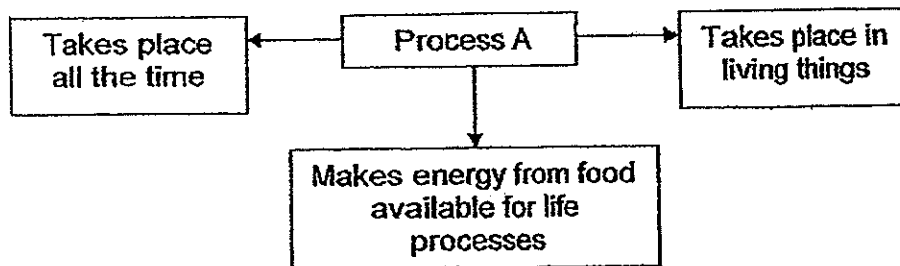 Takes place
all the time
Process A
Takes place in
living things
Makes energy from food
available for life
processes